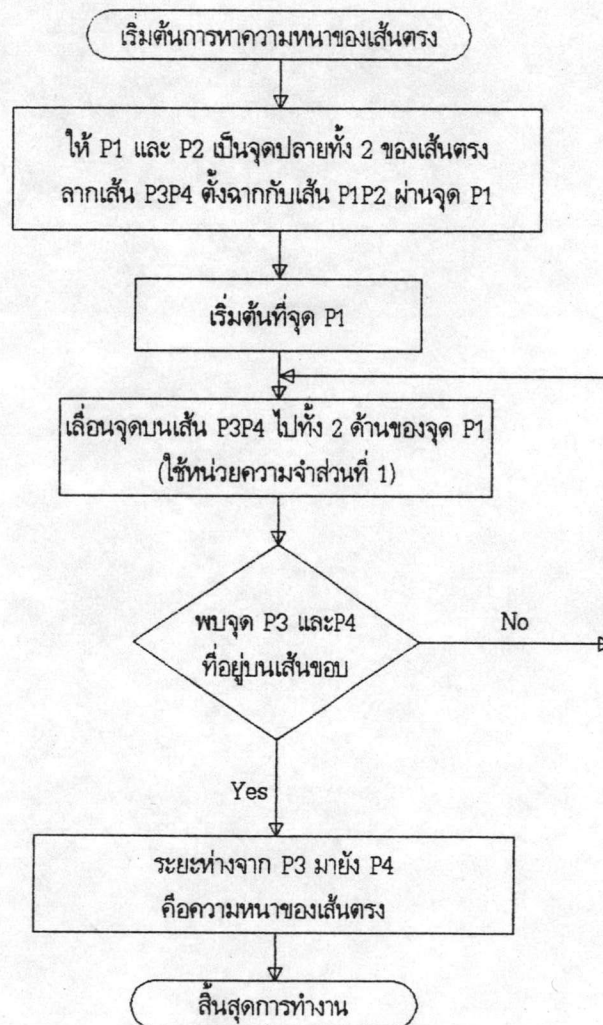 เริ่มต้นการหาความหนาของเส้นตรง
ให้ P1 และ P2 เป็นจุดปลายทั้ง 2 ของเส้นตรง
ลากเส้น P3P4 ตั้งฉากกับเส้น P1P2 ผ่านจุด P1
เริ่มต้นที่จุด P1
เลื่อนจุดบนเส้น P3P4 ไปทั้ง 2 ด้านของจุด P1
(ใช้หน่วยความจำส่วนที่ 1)
พบจุด P3 และP4
ที่อยู่บนเส้นขอบ
No
Yes
ระยะห่างจาก P3 มายัง P4
คือความหนาของเส้นตรง
สิ้นสุดการทำงาน